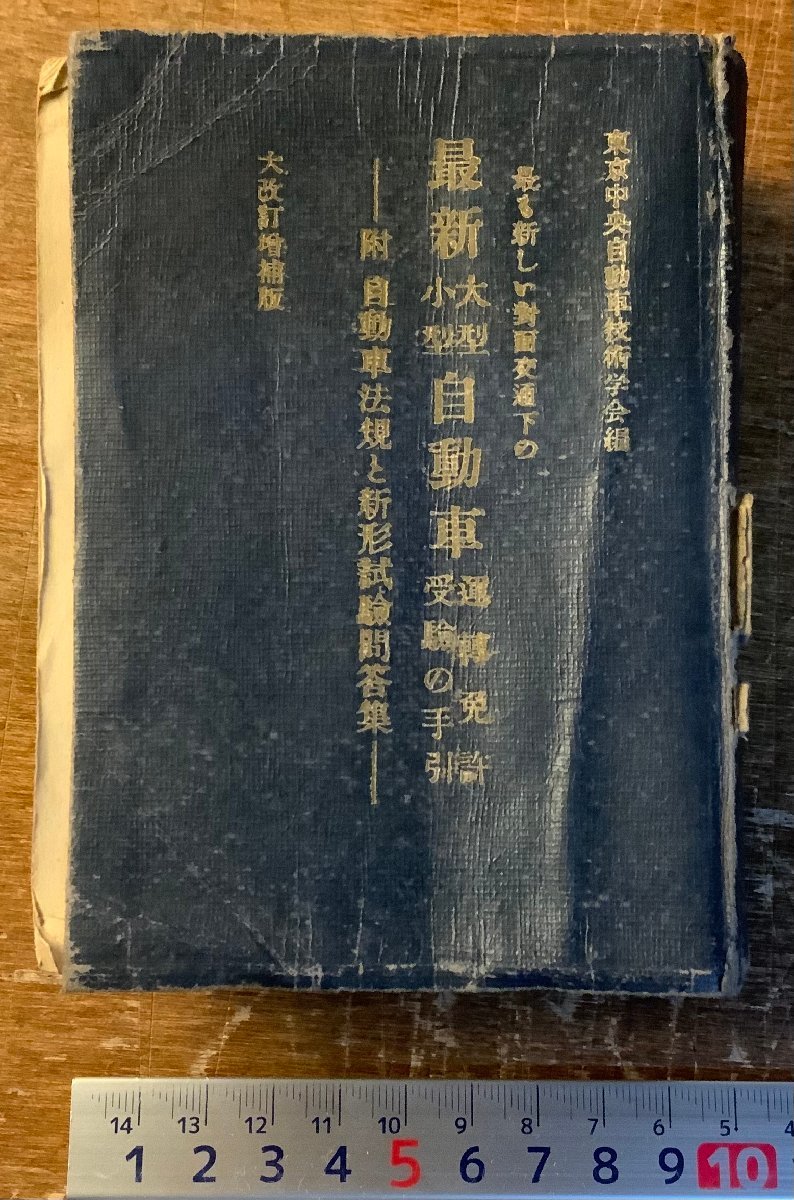 東京中央自動車技術学会編
最も新しい對面交通下の
最新大型小型自動車運轉免許受驗の手引
―附 自動車法規と新形試驗問答集―
大改訂増補版
14 13 12 11 10 9 8 7 6 5 4
1 2 3 4 5 6 7 8 9 10